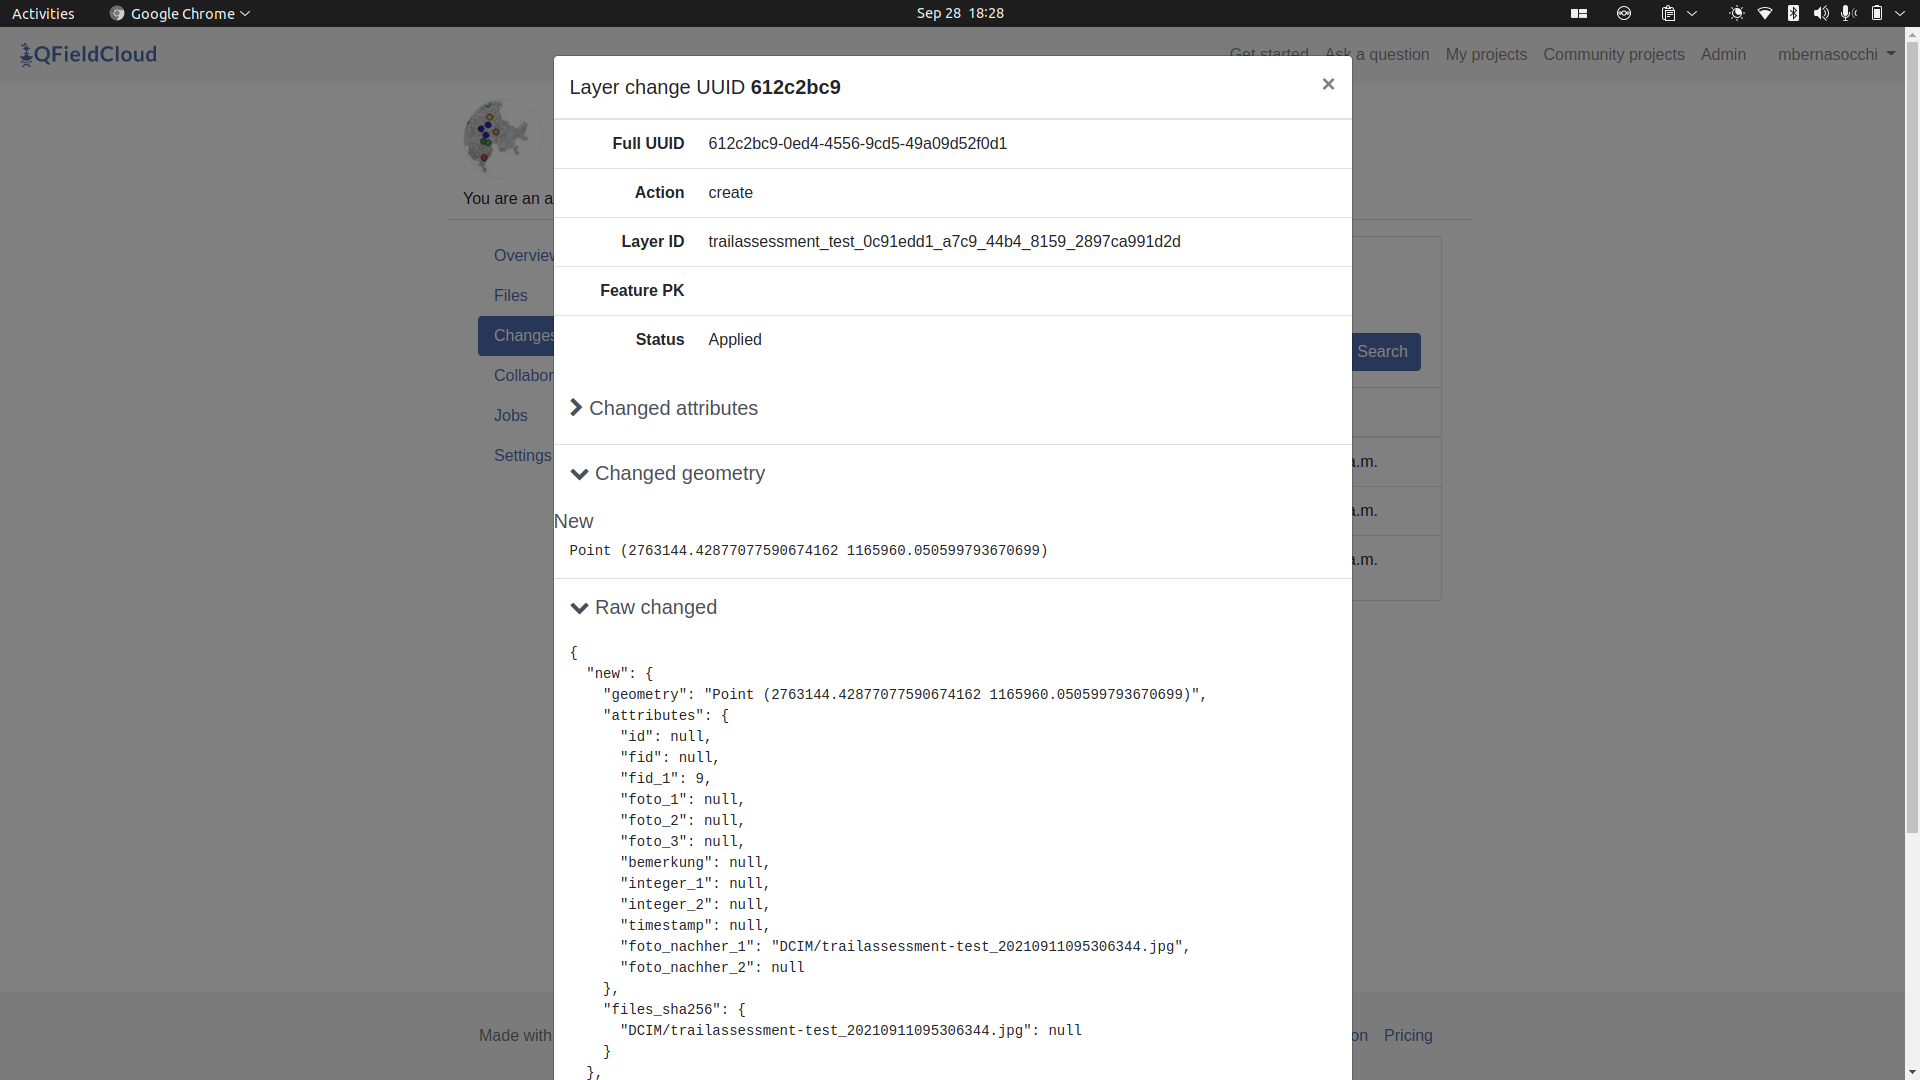 Activities Google Chrome Sep 28 18:28
QFieldCloud Get started Ask a question My projects Community projects Admin mbernasocchi
Layer change UUID 612c2bc9 ×
Full UUID 612c2bc9-0ed4-4556-9cd5-49a09d52f0d1
Action create
You are an a
Layer ID trailassessment_test_0c91edd1_a7c9_44b4_8159_2897ca991d2d
Overview
Files
Feature PK
Changes
Status Applied
Search
Collabor
Jobs
Changed attributes
Settings
a.m.
Changed geometry
a.m.
New
Point (2763144.42877077590674162 1165960.050599793670699)
a.m.
Raw changed
{
"new": {
"geometry": "Point (2763144.42877077590674162 1165960.050599793670699)",
"attributes": {
"id": null,
"fid": null,
"fid_1": 9,
"foto_1": null,
"foto_2": null,
"foto_3": null,
"bemerkung": null,
"integer_1": null,
"integer_2": null,
"timestamp": null,
"foto_nachher_1": "DCIM/trailassessment-test_20210911095306344.jpg",
"foto_nachher_2": null
},
"files_sha256": {
"DCIM/trailassessment-test_20210911095306344.jpg": null
Made with on Pricing
}
},